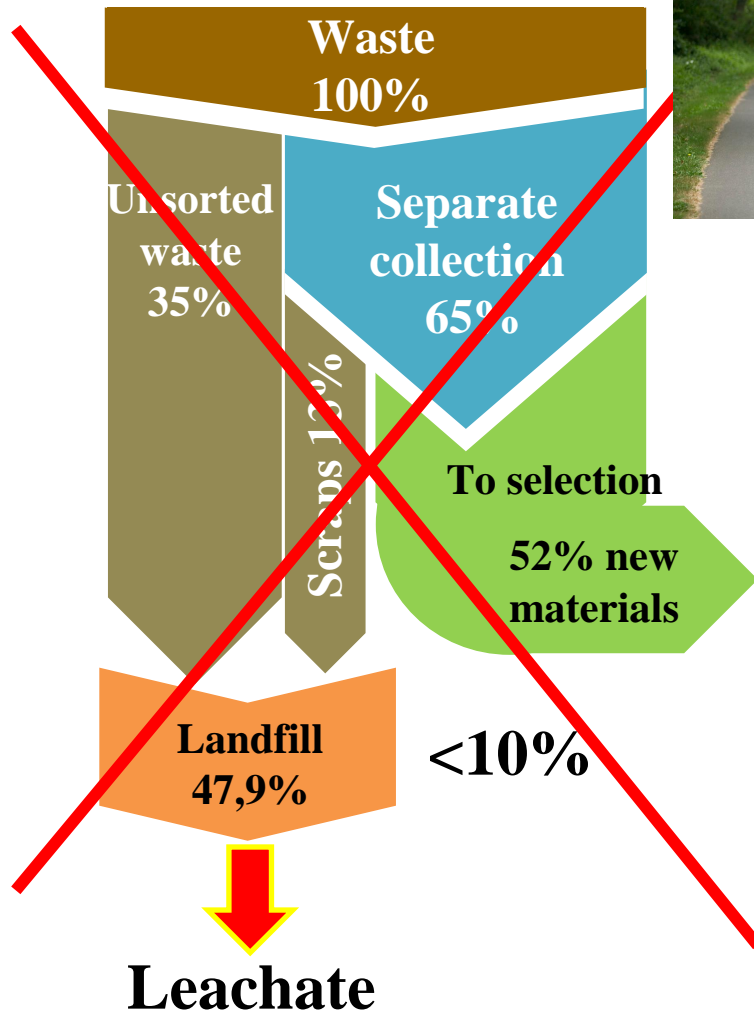 Waste
100%
Unsorted
waste
35%
Separate
collection
65%
Scraps 13%
To selection
52% new
materials
Landfill
47,9%
<10%
Leachate